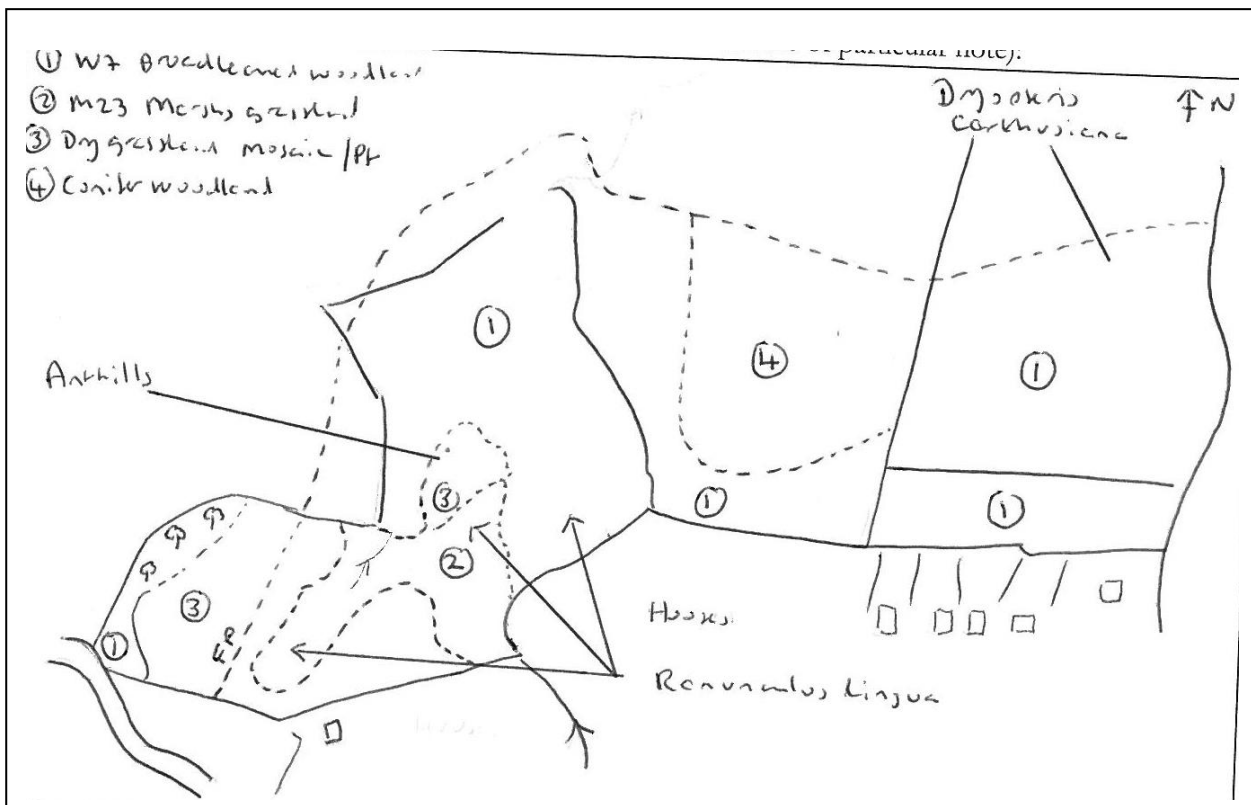 ① W7 Broadleaved woodland
② M23 Marshy grassland
③ Dry grassland mosaic/
④ Conifer woodland
particular note).
Dryopteris
carthusiana
↑ N
Anthills
①
④
①
③
①
①
②
③
①
FP
Houses
Ranunculus Lingua